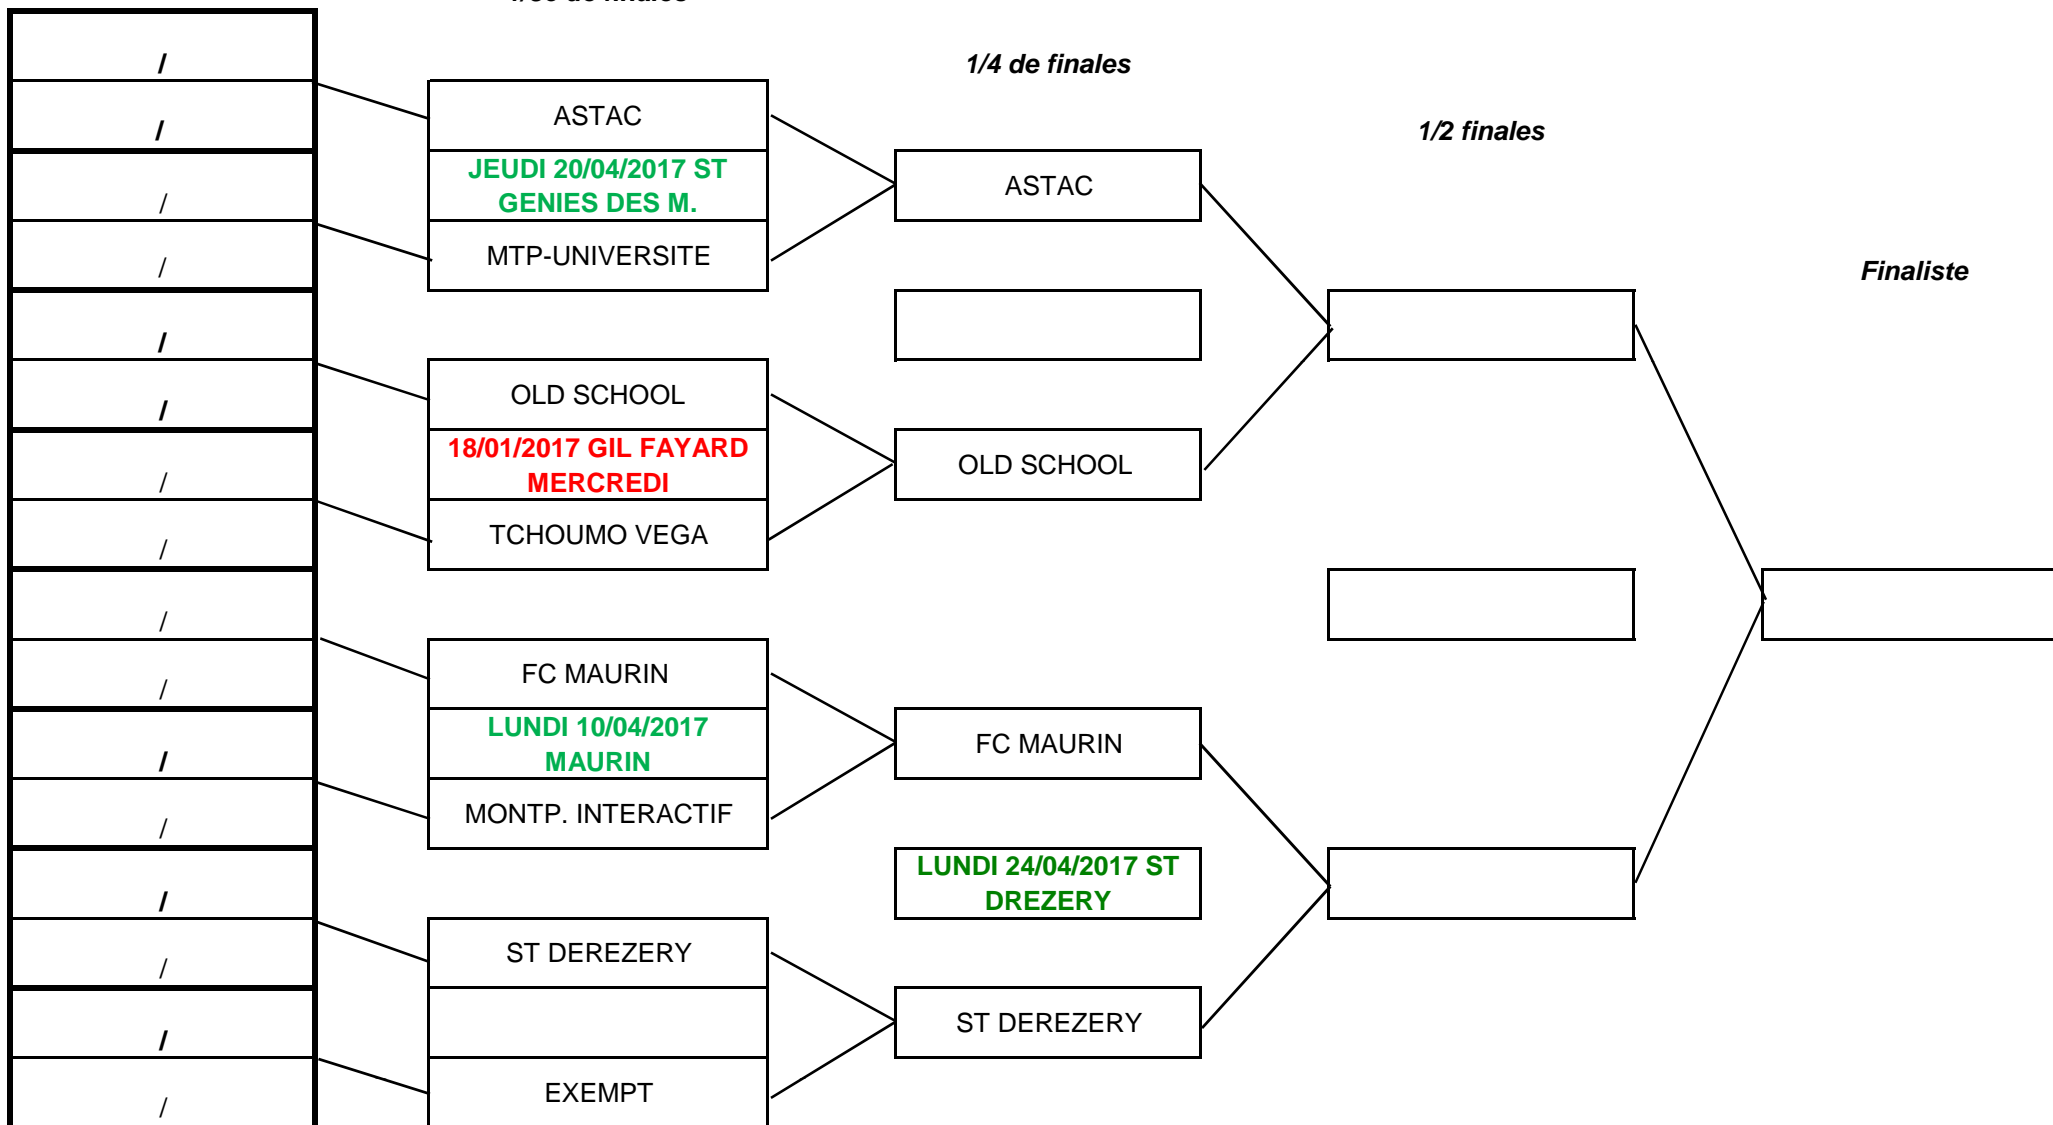 /
1/4 de finales
/
ASTAC
1/2 finales
JEUDI 20/04/2017 ST
GENIES DES M.
ASTAC
/
MTP-UNIVERSITE
/
Finaliste
/
OLD SCHOOL
/
18/01/2017 GIL FAYARD
MERCREDI
OLD SCHOOL
/
TCHOUMO VEGA
/
/
FC MAURIN
/
LUNDI 10/04/2017
MAURIN
FC MAURIN
/
MONTP. INTERACTIF
/
LUNDI 24/04/2017 ST
DREZERY
/
ST DEREZERY
/
ST DEREZERY
/
EXEMPT
/